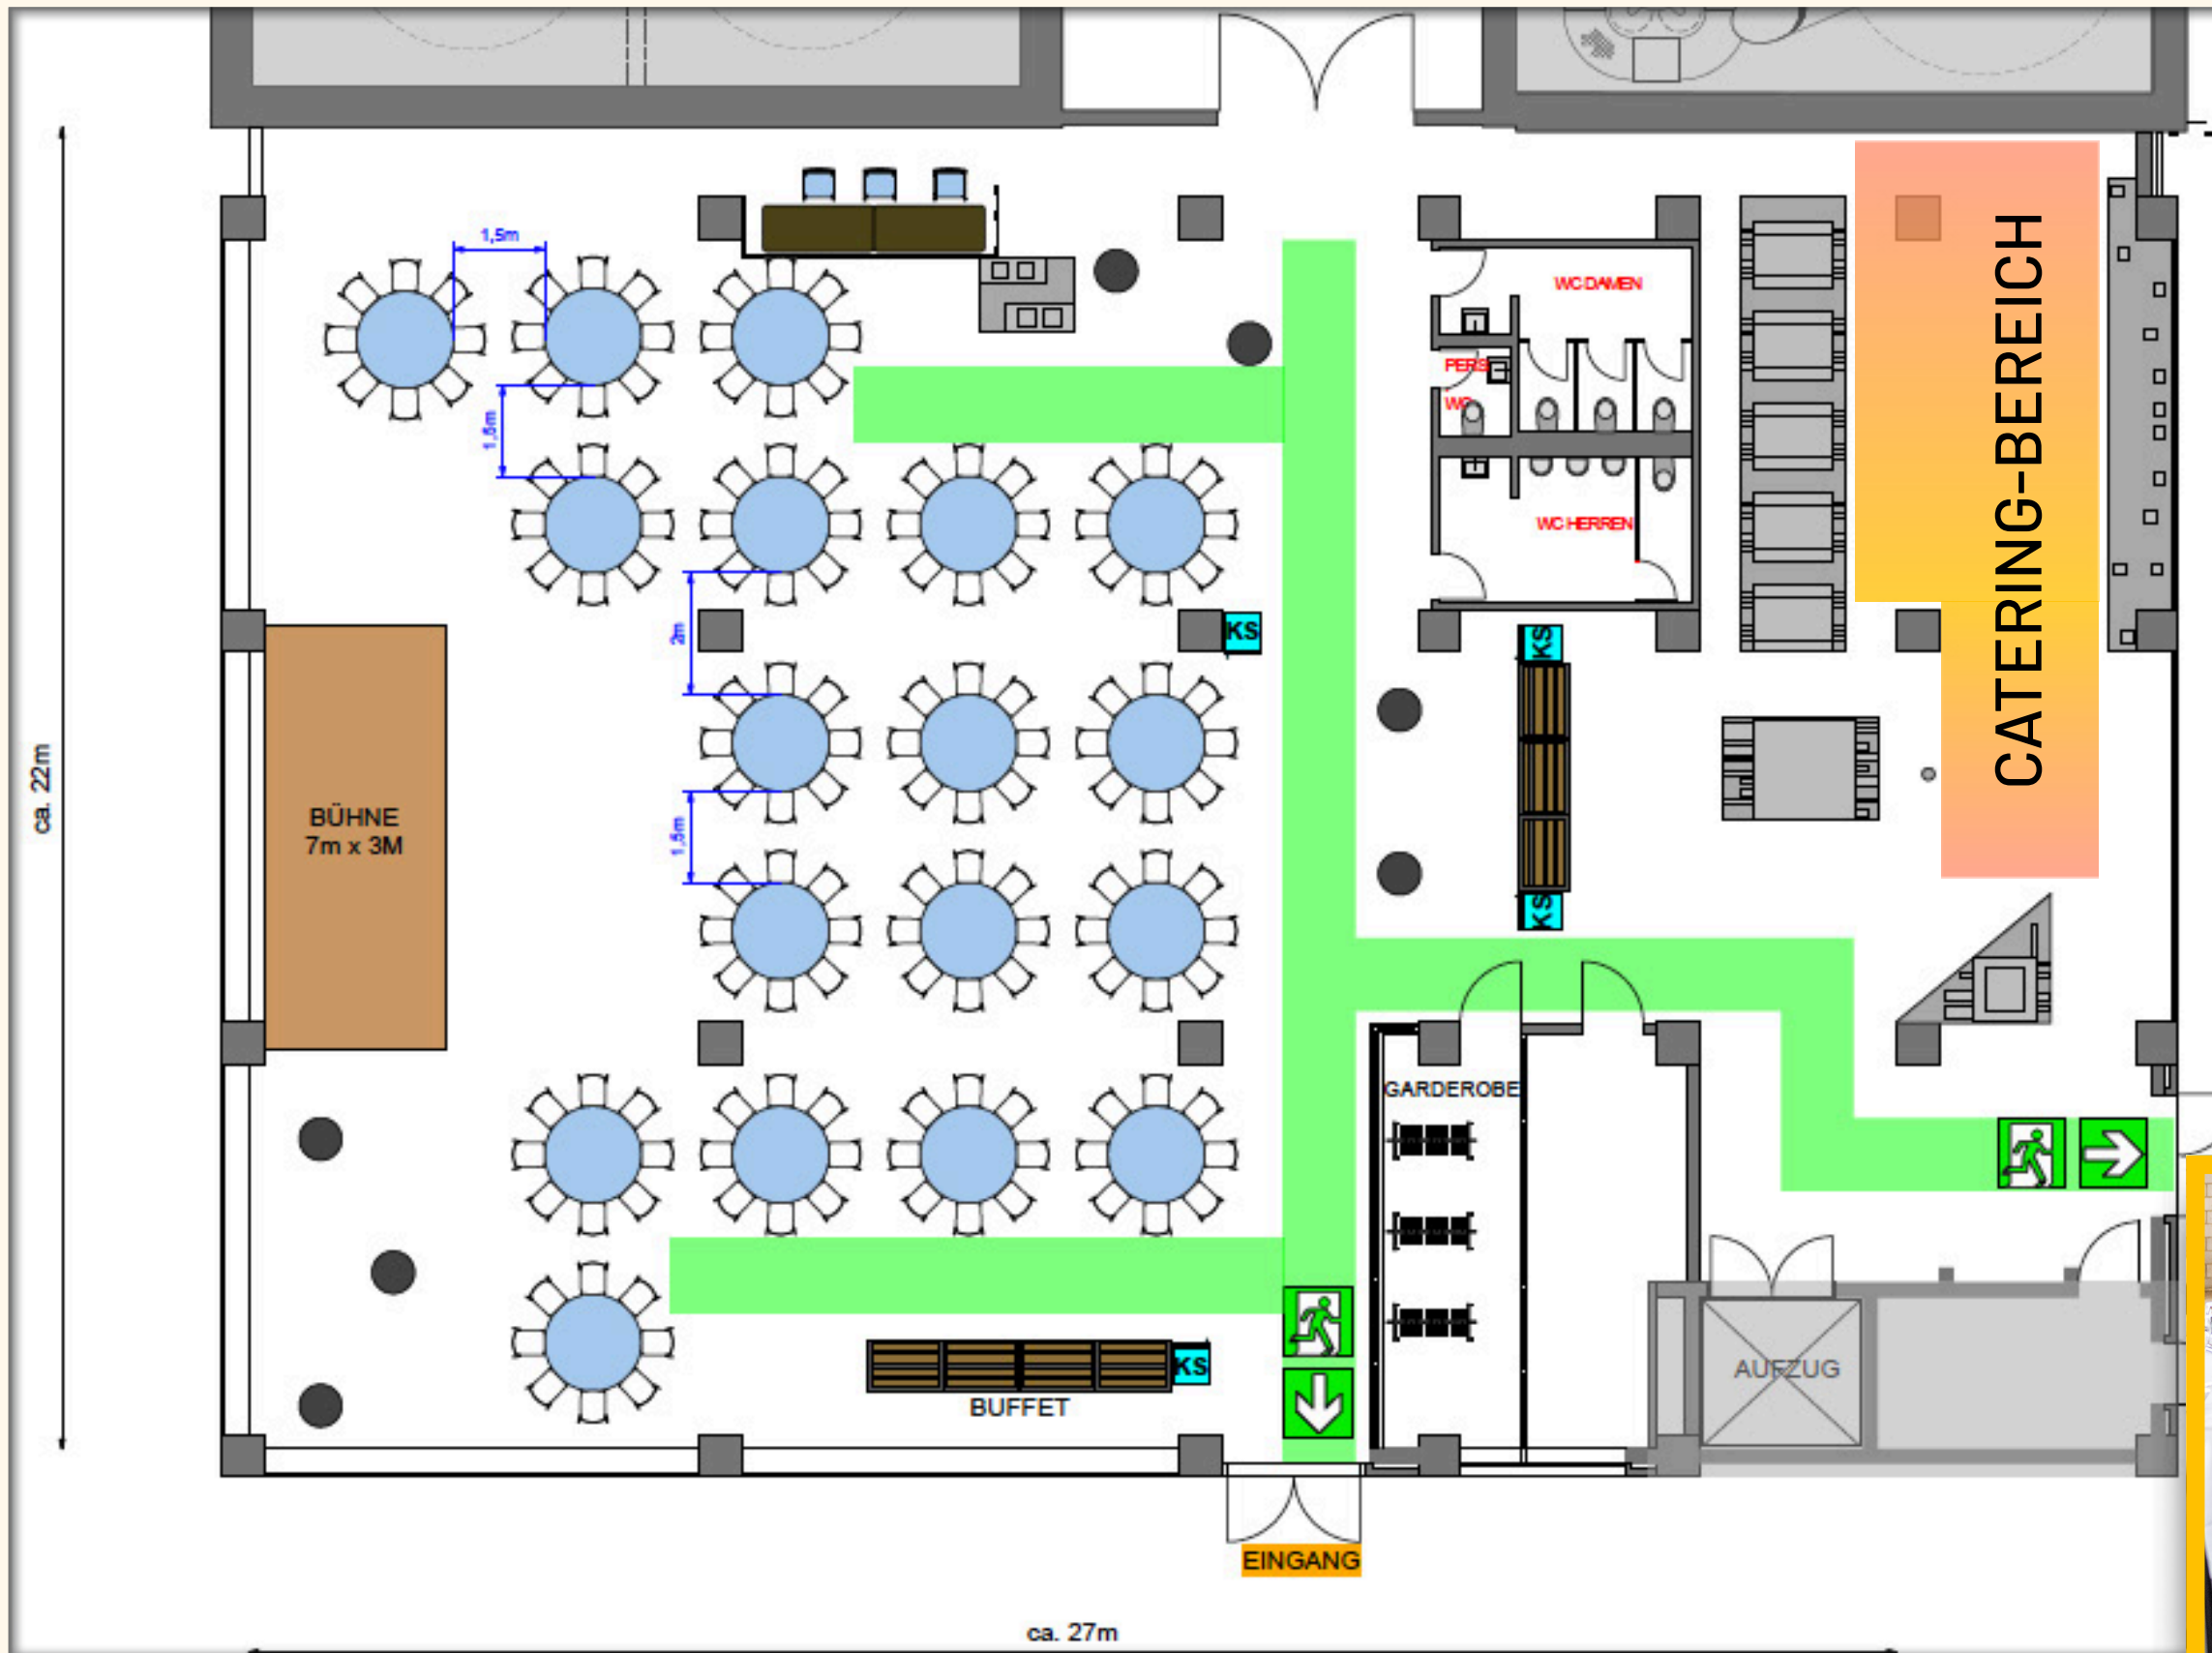 1,5m
WC DAMEN
PERS
WC
1,5m
CATERING-BEREICH
WC HERREN
2m
KS
KS
ca. 22m
BÜHNE
7m x 3M
1,5m
KS
GARDEROBE
KS
AUFZUG
BUFFET
EINGANG
ca. 27m